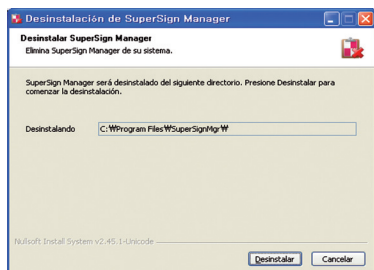 Desinstalación de SuperSign Manager
Desinstalar SuperSign Manager
Elimina SuperSign Manager de su sistema.
SuperSign Manager será desinstalado del siguiente directorio. Presione Desinstalar para
comenzar la desinstalación.
Desinstalando
C:₩Program Files₩SuperSignMgr₩
Nullsoft Install System v2.45.1-Unicode
Desinstalar
Cancelar